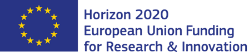 Horizon 2020
European Union Funding
for Research & Innovation